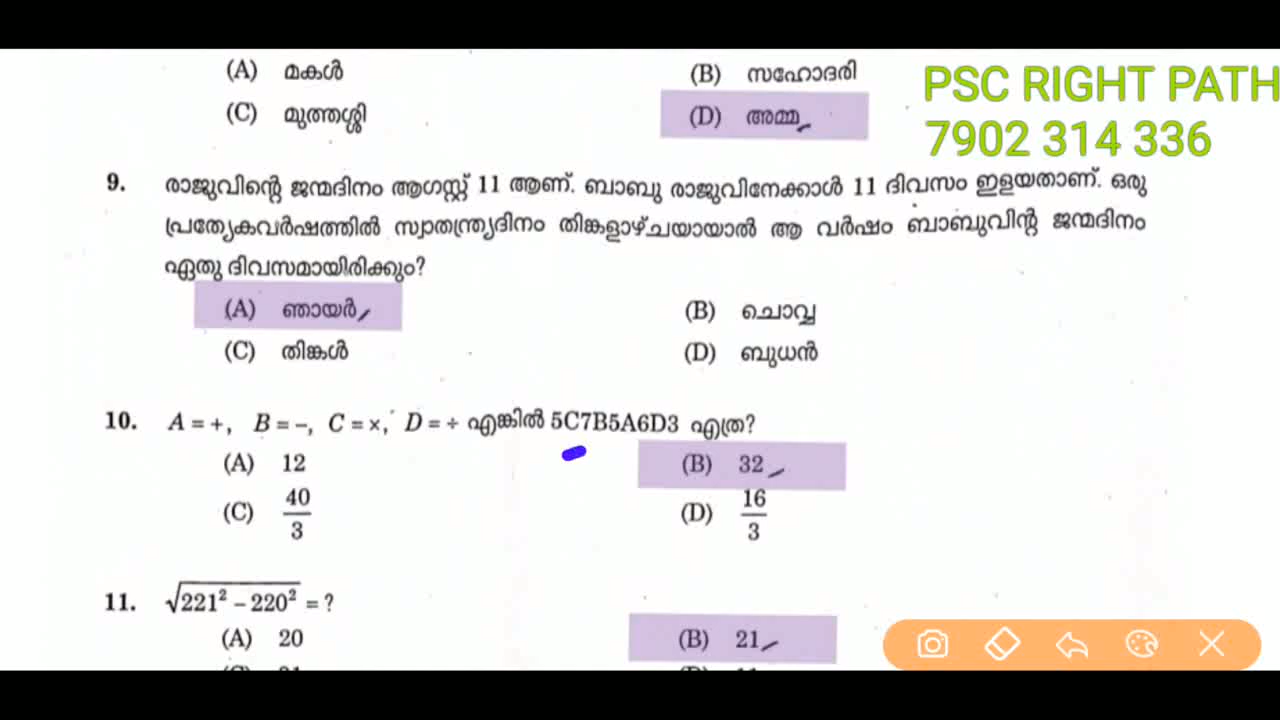 (A) മകൾ (B) സഹോദരി
PSC RIGHT PATH
(C) മുത്തശ്ശി (D) അമ്മ
7902 314 336
9. രാജുവിന്റെ ജന്മദിനം ആഗസ്റ്റ് 11 ആണ്. ബാബു രാജുവിനേക്കാൾ 11 ദിവസം ഇളയതാണ്. ഒരു
പ്രത്യേകവർഷത്തിൽ സ്വാതന്ത്ര്യദിനം തിങ്കളാഴ്ചയായാൽ ആ വർഷം ബാബുവിന്റ ജന്മദിനം
ഏതു ദിവസമായിരിക്കും?
(A) ഞായർ (B) ചൊവ്വ
(C) തിങ്കൾ (D) ബുധൻ
10. A = +, B = –, C = ×, D = ÷ എങ്കിൽ 5C7B5A6D3 എത്ര?
(A) 12 (B) 32
(C) 40/3 (D) 16/3
11. √221² – 220² = ?
(A) 20 (B) 21